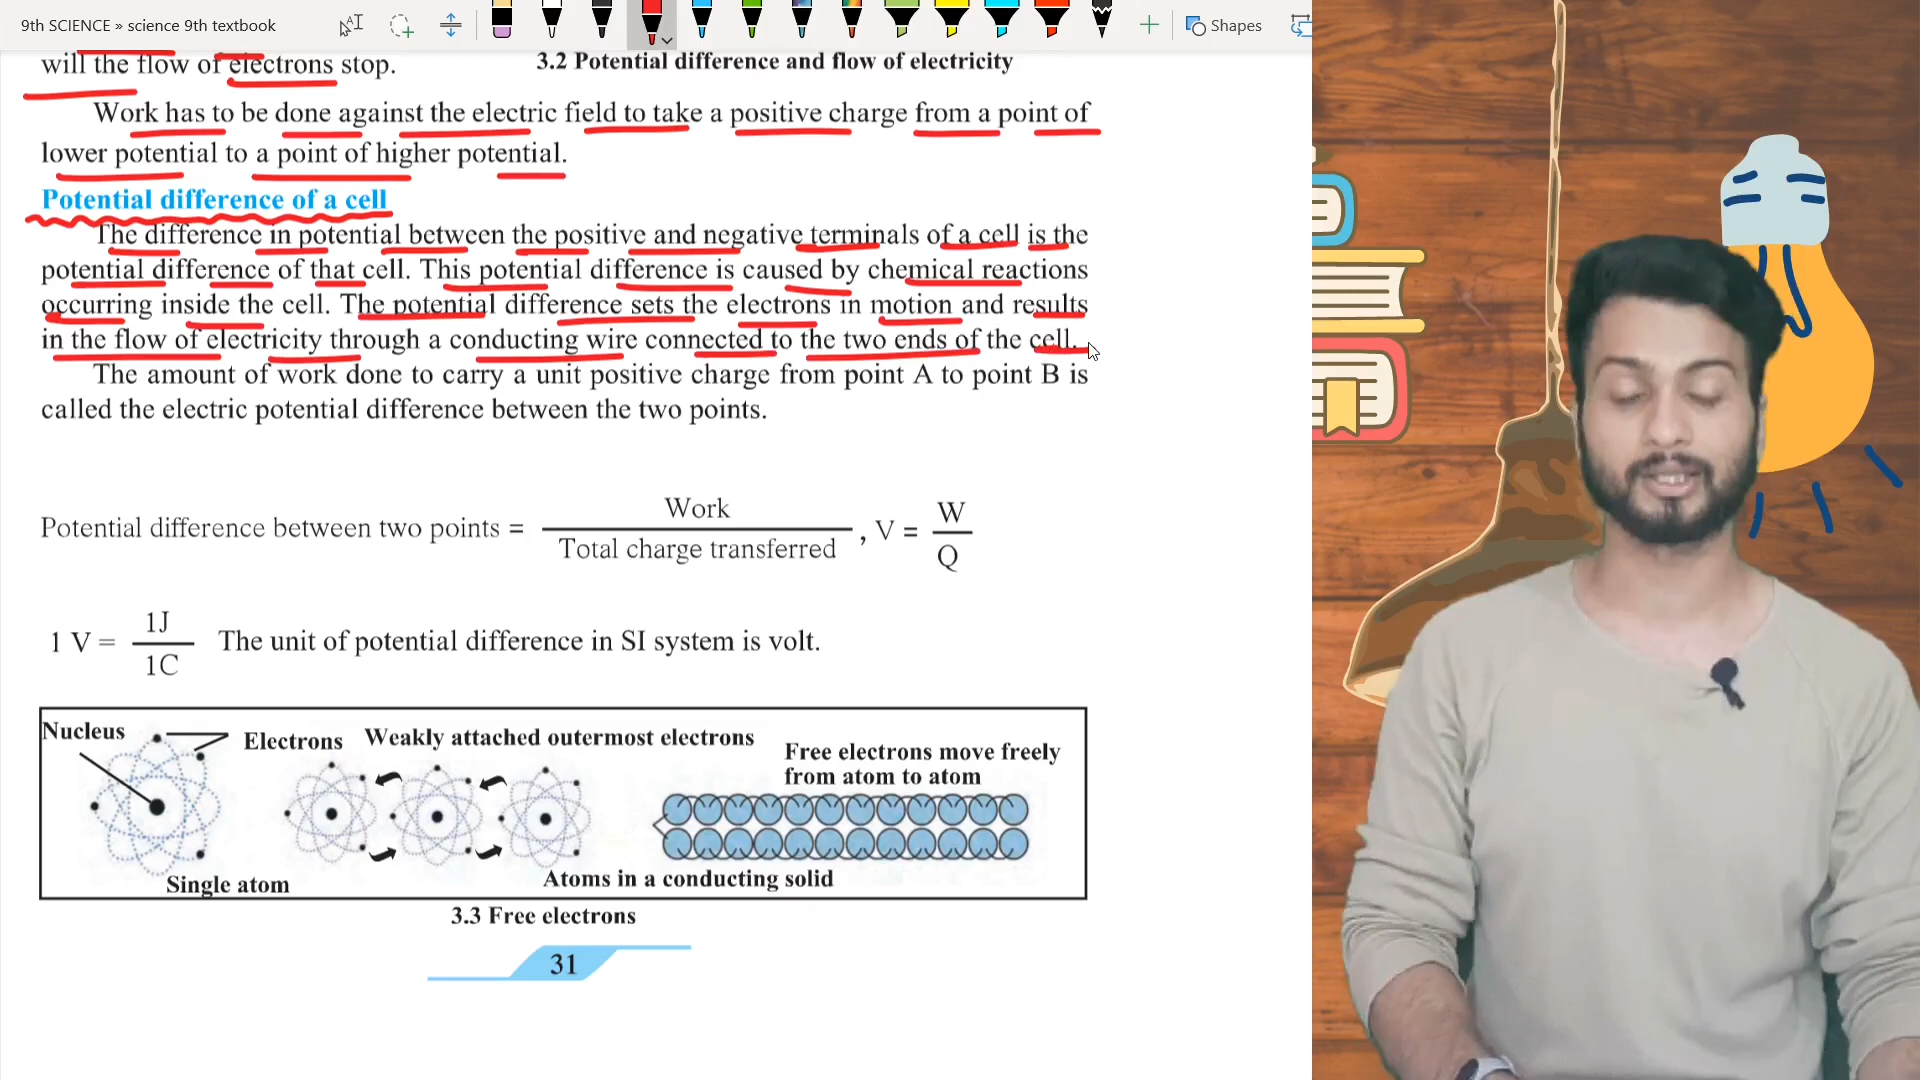 9th SCIENCE » science 9th textbook
Shapes
will the flow of electrons stop.
3.2 Potential difference and flow of electricity
Work has to be done against the electric field to take a positive charge from a point of
lower potential to a point of higher potential.
Potential difference of a cell
The difference in potential between the positive and negative terminals of a cell is the
potential difference of that cell. This potential difference is caused by chemical reactions
occurring inside the cell. The potential difference sets the electrons in motion and results
in the flow of electricity through a conducting wire connected to the two ends of the cell.
The amount of work done to carry a unit positive charge from point A to point B is
called the electric potential difference between the two points.
Potential difference between two points = Work / Total charge transferred , V = W / Q
1 V = 1J / 1C The unit of potential difference in SI system is volt.
Nucleus
Electrons
Weakly attached outermost electrons
Free electrons move freely
from atom to atom
Single atom
Atoms in a conducting solid
3.3 Free electrons
31